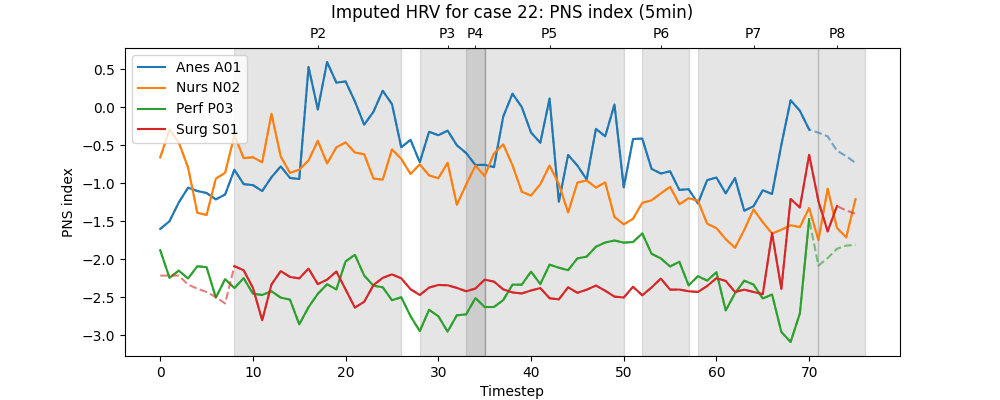 Imputed HRV for case 22: PNS index (5min)
P2 P3 P4 P5 P6 P7 P8
Anes A01
Nurs N02
Perf P03
Surg S01
0.5
0.0
−0.5
−1.0
−1.5
−2.0
−2.5
−3.0
PNS index
0 10 20 30 40 50 60 70
Timestep